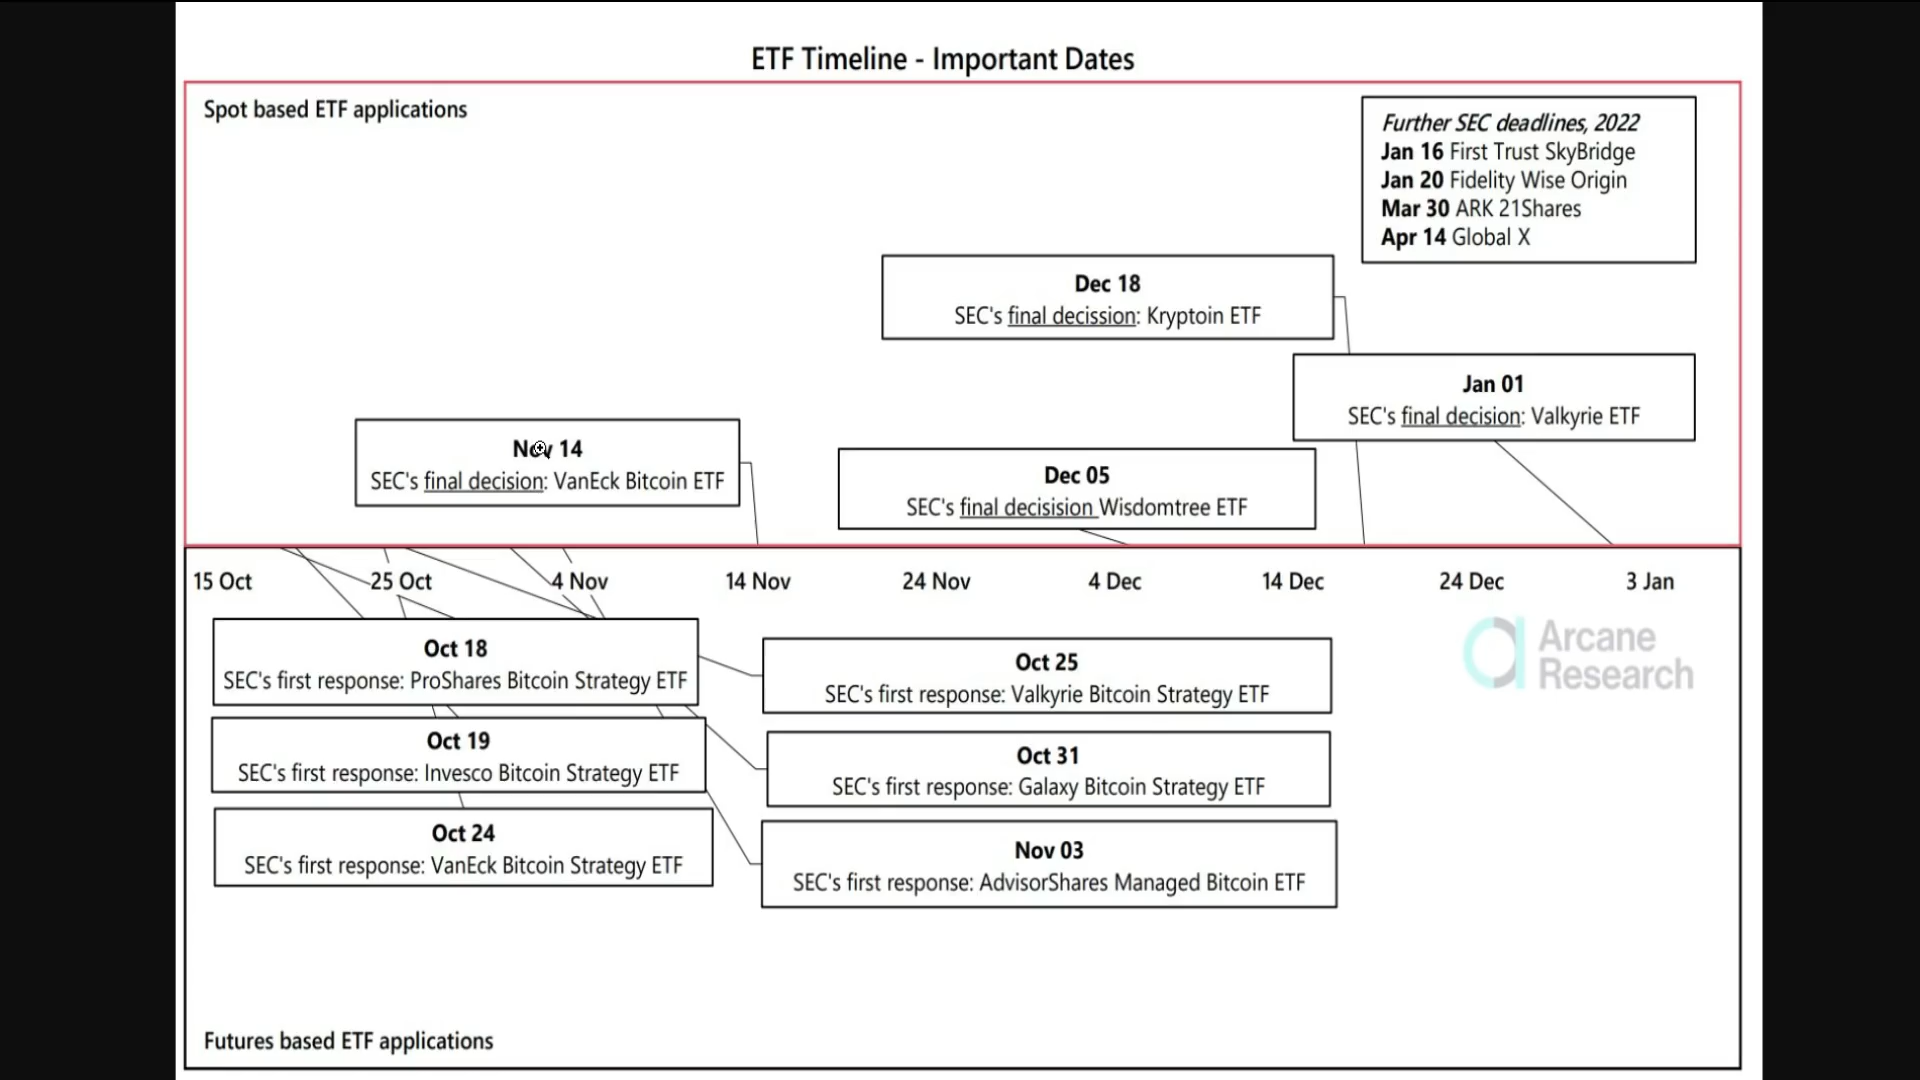 ETF Timeline - Important Dates
Spot based ETF applications
Further SEC deadlines, 2022
Jan 16 First Trust SkyBridge
Jan 20 Fidelity Wise Origin
Mar 30 ARK 21Shares
Apr 14 Global X
Dec 18
SEC's final decission: Kryptoin ETF
Jan 01
SEC's final decision: Valkyrie ETF
Nov 14
SEC's final decision: VanEck Bitcoin ETF
Dec 05
SEC's final decisision Wisdomtree ETF
15 Oct 25 Oct 4 Nov 14 Nov 24 Nov 4 Dec 14 Dec 24 Dec 3 Jan
Oct 18
SEC's first response: ProShares Bitcoin Strategy ETF
Oct 25
SEC's first response: Valkyrie Bitcoin Strategy ETF
Arcane
Research
Oct 19
SEC's first response: Invesco Bitcoin Strategy ETF
Oct 31
SEC's first response: Galaxy Bitcoin Strategy ETF
Oct 24
SEC's first response: VanEck Bitcoin Strategy ETF
Nov 03
SEC's first response: AdvisorShares Managed Bitcoin ETF
Futures based ETF applications